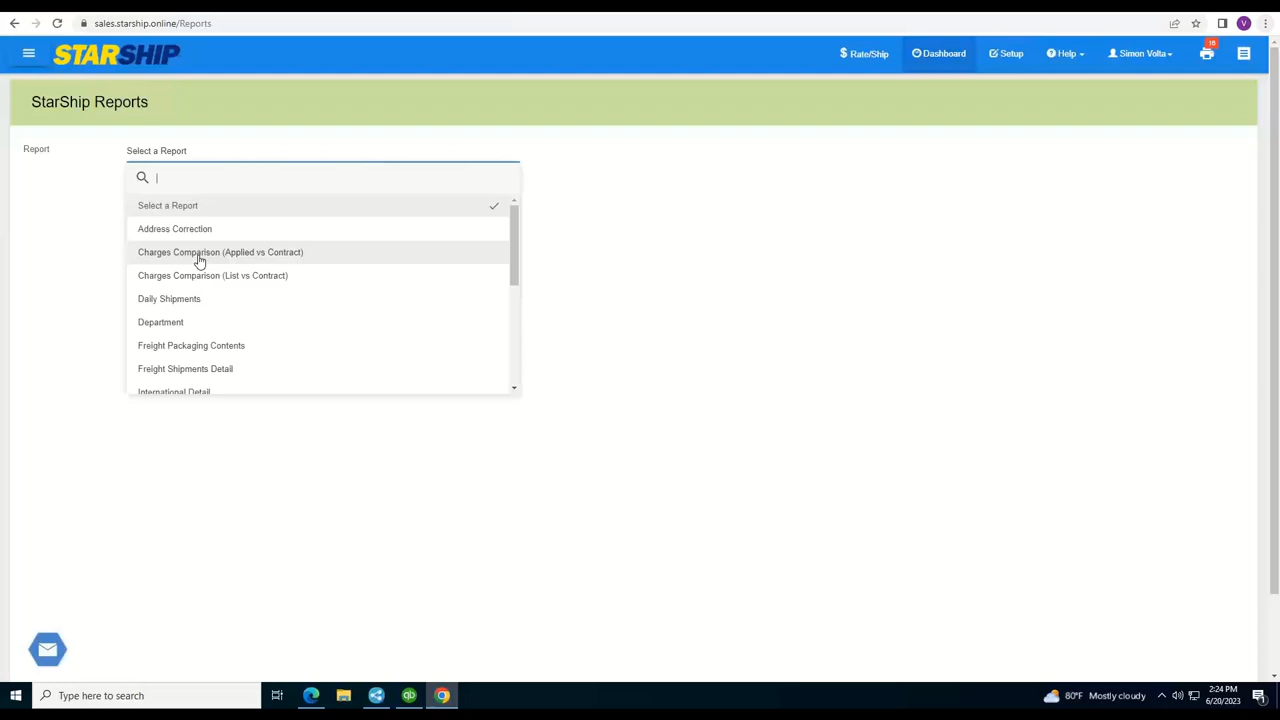 sales.starship.online/Reports
V
STARSHIP
$ Rate/Ship
Dashboard
Setup
Help
Simon Volta
16
StarShip Reports
Report
Select a Report
Select a Report
Address Correction
Charges Comparison (Applied vs Contract)
Charges Comparison (List vs Contract)
Daily Shipments
Department
Freight Packaging Contents
Freight Shipments Detail
International Detail
Type here to search
qb
80°F Mostly cloudy
2:24 PM
6/20/2023
1